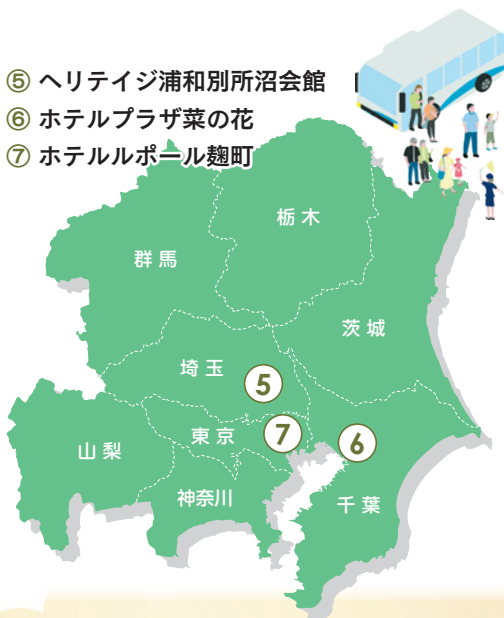 ⑤ ヘリテイジ浦和別所沼会館
⑥ ホテルプラザ菜の花
⑦ ホテルルポール麹町
栃木
群馬
茨城
埼玉
⑤
東京
⑦
⑥
山梨
神奈川
千葉